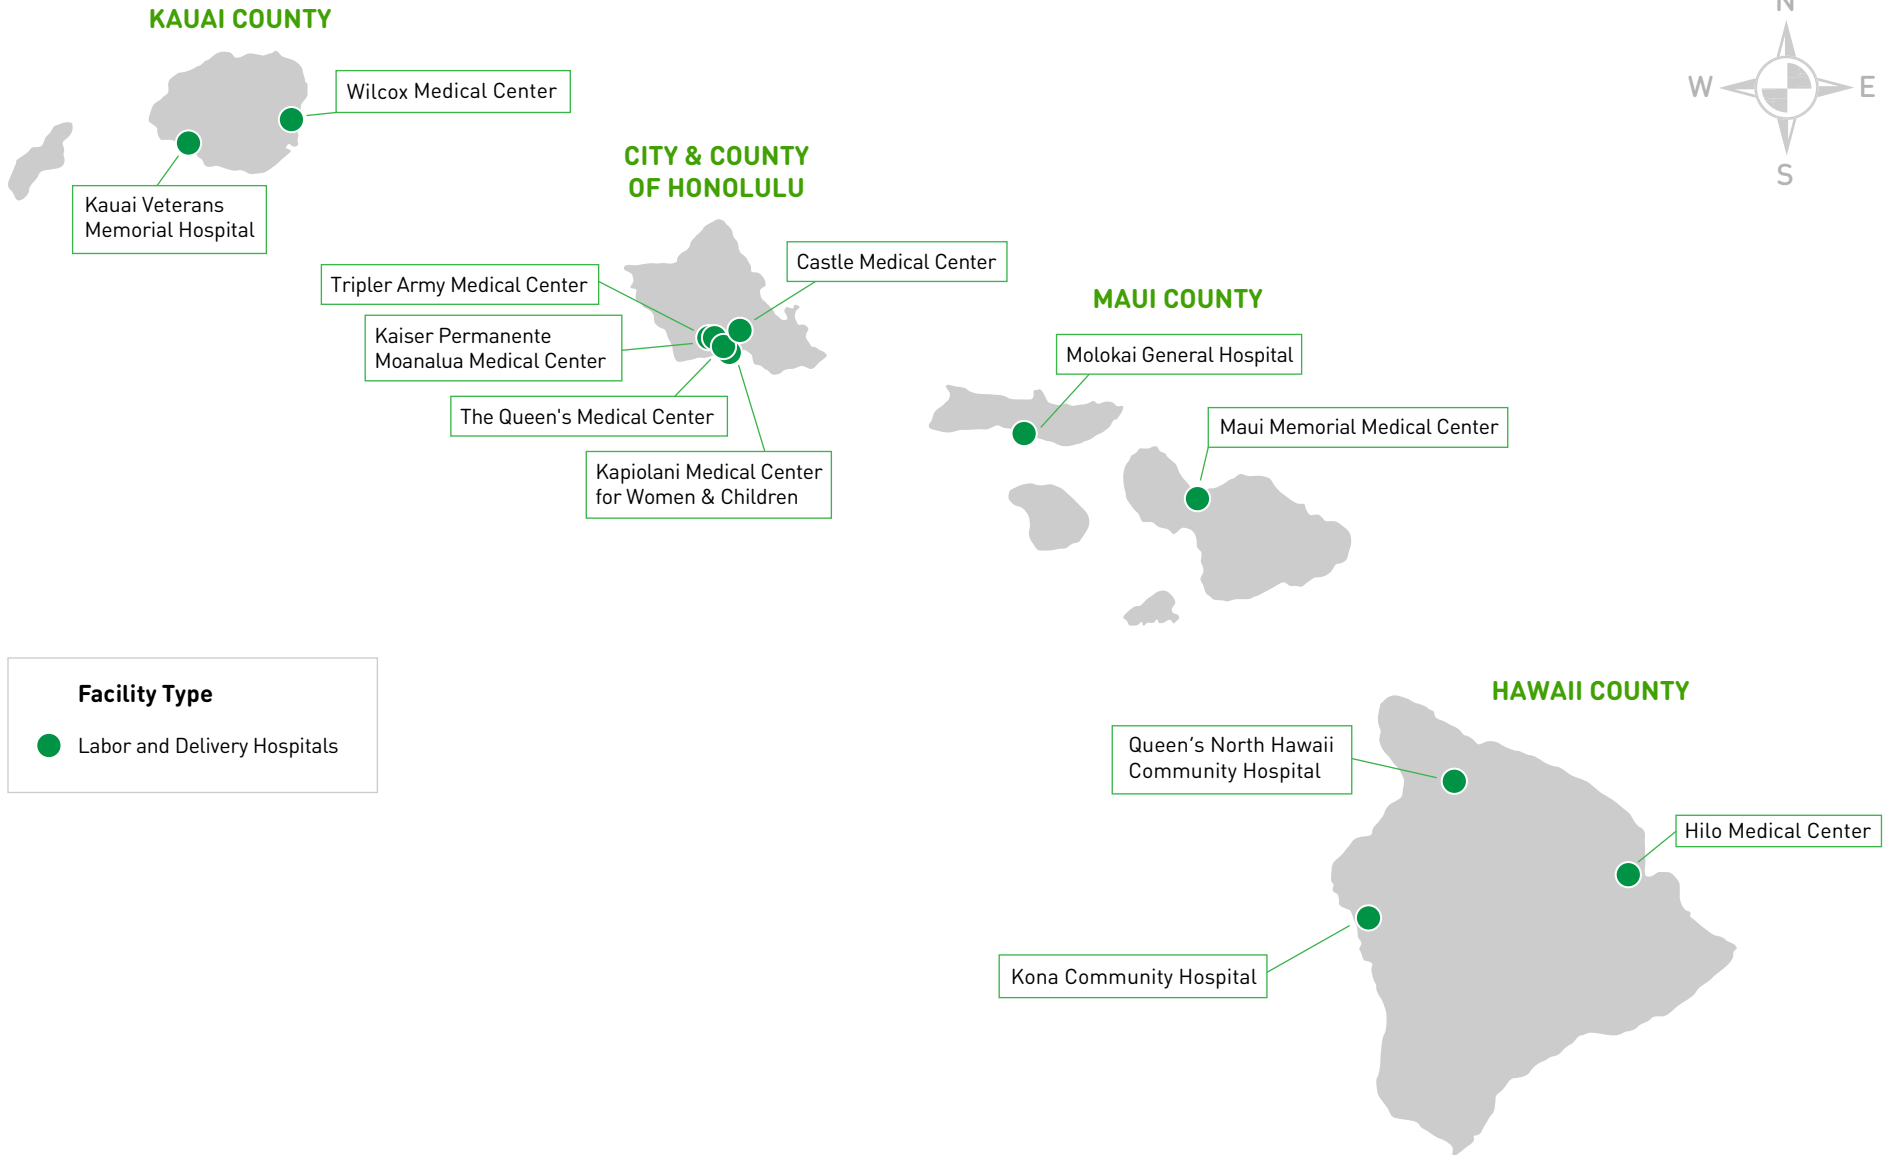 KAUAI COUNTY
N
W
E
S
Wilcox Medical Center
Kauai Veterans
Memorial Hospital
CITY & COUNTY
OF HONOLULU
Castle Medical Center
Tripler Army Medical Center
Kaiser Permanente
Moanalua Medical Center
The Queen's Medical Center
Kapiolani Medical Center
for Women & Children
MAUI COUNTY
Molokai General Hospital
Maui Memorial Medical Center
Facility Type
Labor and Delivery Hospitals
HAWAII COUNTY
Queen’s North Hawaii
Community Hospital
Hilo Medical Center
Kona Community Hospital